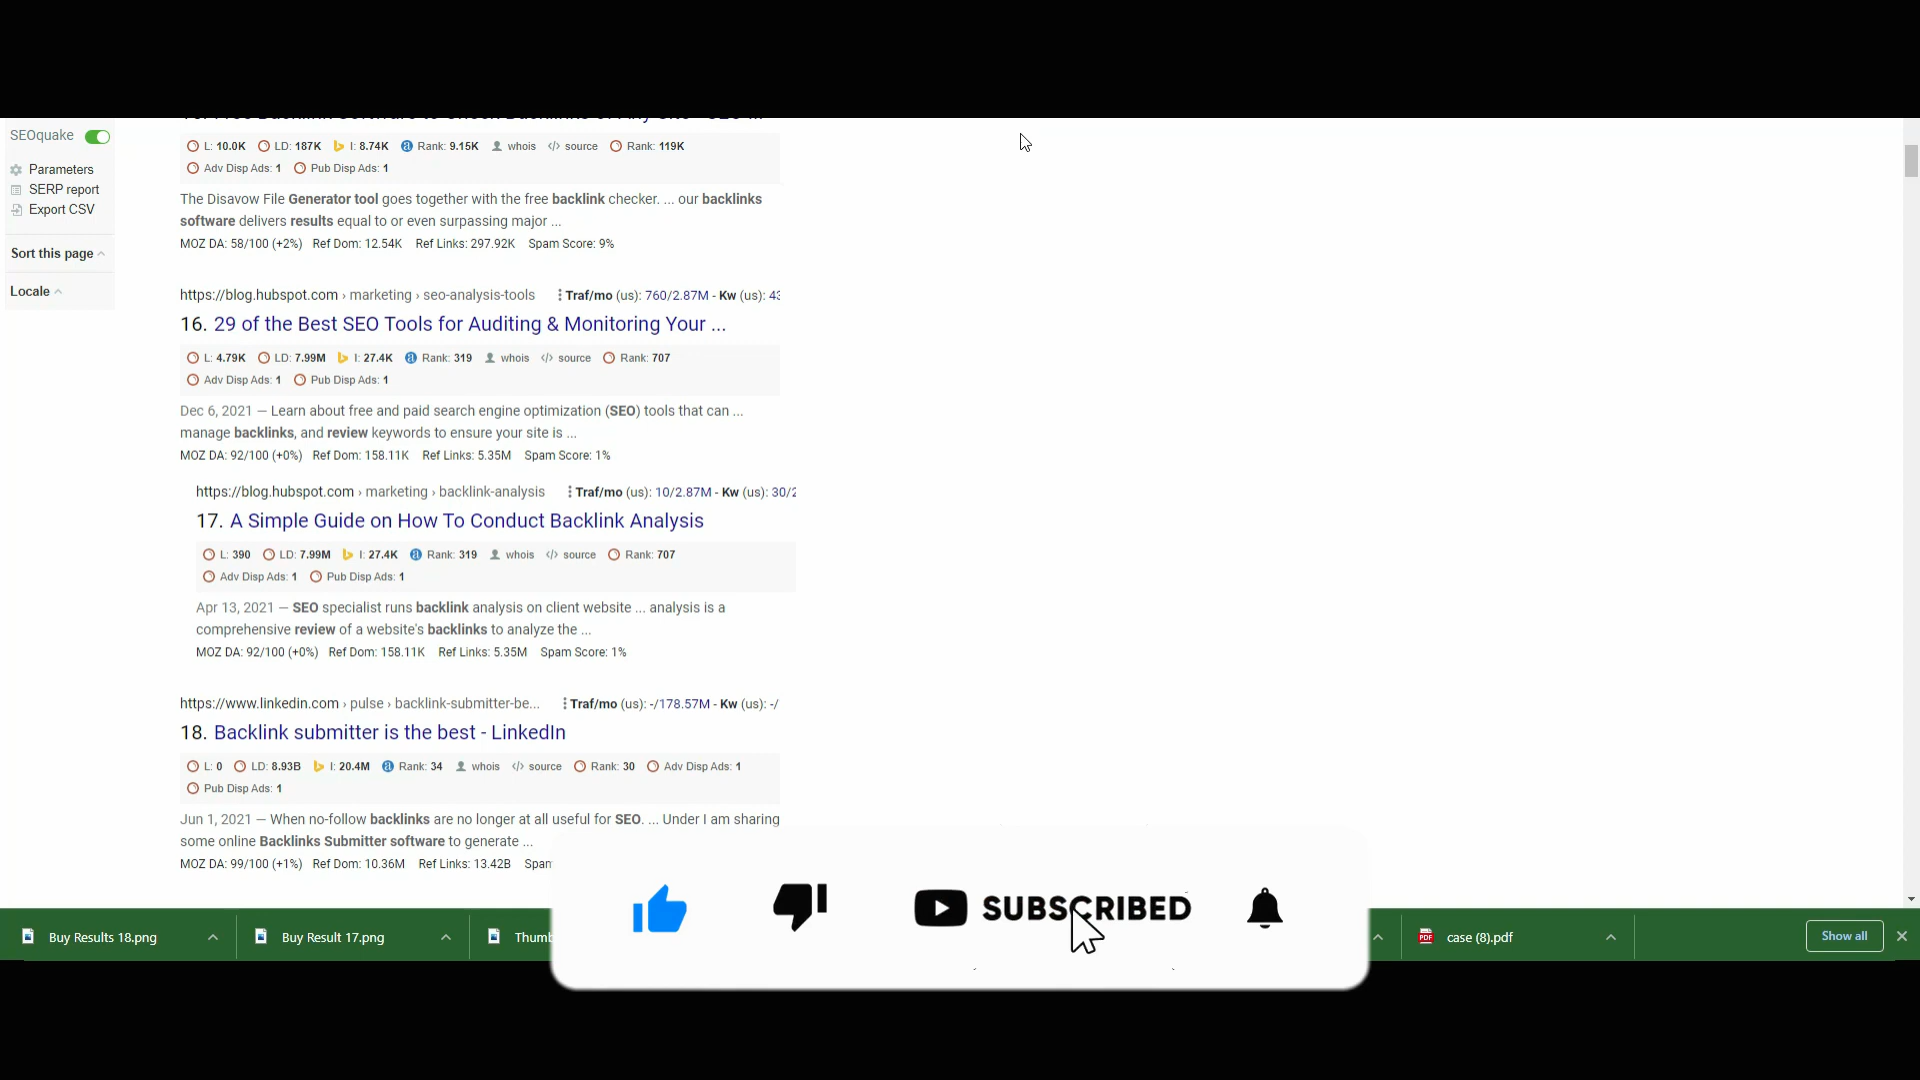 SEOquake
Parameters
SERP report
Export CSV
Sort this page
Locale
L: 10.0K LD: 187K I: 8.74K Rank: 9.15K whois source Rank: 119K
Adv Disp Ads: 1 Pub Disp Ads: 1
The Disavow File Generator tool goes together with the free backlink checker. ... our backlinks
software delivers results equal to or even surpassing major ...
MOZ DA: 58/100 (+2%) Ref Dom: 12.54K Ref Links: 297.92K Spam Score: 9%
https://blog.hubspot.com › marketing › seo-analysis-tools Traf/mo (us): 760/2.87M - Kw (us): 43
16. 29 of the Best SEO Tools for Auditing & Monitoring Your ...
L: 4.79K LD: 7.99M I: 27.4K Rank: 319 whois source Rank: 707
Adv Disp Ads: 1 Pub Disp Ads: 1
Dec 6, 2021 — Learn about free and paid search engine optimization (SEO) tools that can ...
manage backlinks, and review keywords to ensure your site is ...
MOZ DA: 92/100 (+0%) Ref Dom: 158.11K Ref Links: 5.35M Spam Score: 1%
https://blog.hubspot.com › marketing › backlink-analysis Traf/mo (us): 10/2.87M - Kw (us): 30/2
17. A Simple Guide on How To Conduct Backlink Analysis
L: 390 LD: 7.99M I: 27.4K Rank: 319 whois source Rank: 707
Adv Disp Ads: 1 Pub Disp Ads: 1
Apr 13, 2021 — SEO specialist runs backlink analysis on client website ... analysis is a
comprehensive review of a website's backlinks to analyze the ...
MOZ DA: 92/100 (+0%) Ref Dom: 158.11K Ref Links: 5.35M Spam Score: 1%
https://www.linkedin.com › pulse › backlink-submitter-be... Traf/mo (us): -/178.57M - Kw (us): -/
18. Backlink submitter is the best - LinkedIn
L: 0 LD: 8.93B I: 20.4M Rank: 34 whois source Rank: 30 Adv Disp Ads: 1
Pub Disp Ads: 1
Jun 1, 2021 — When no-follow backlinks are no longer at all useful for SEO. ... Under I am sharing
some online Backlinks Submitter software to generate ...
MOZ DA: 99/100 (+1%) Ref Dom: 10.36M Ref Links: 13.42B Spam
SUBSCRIBED
Buy Results 18.png Buy Result 17.png Thumb case (8).pdf Show all